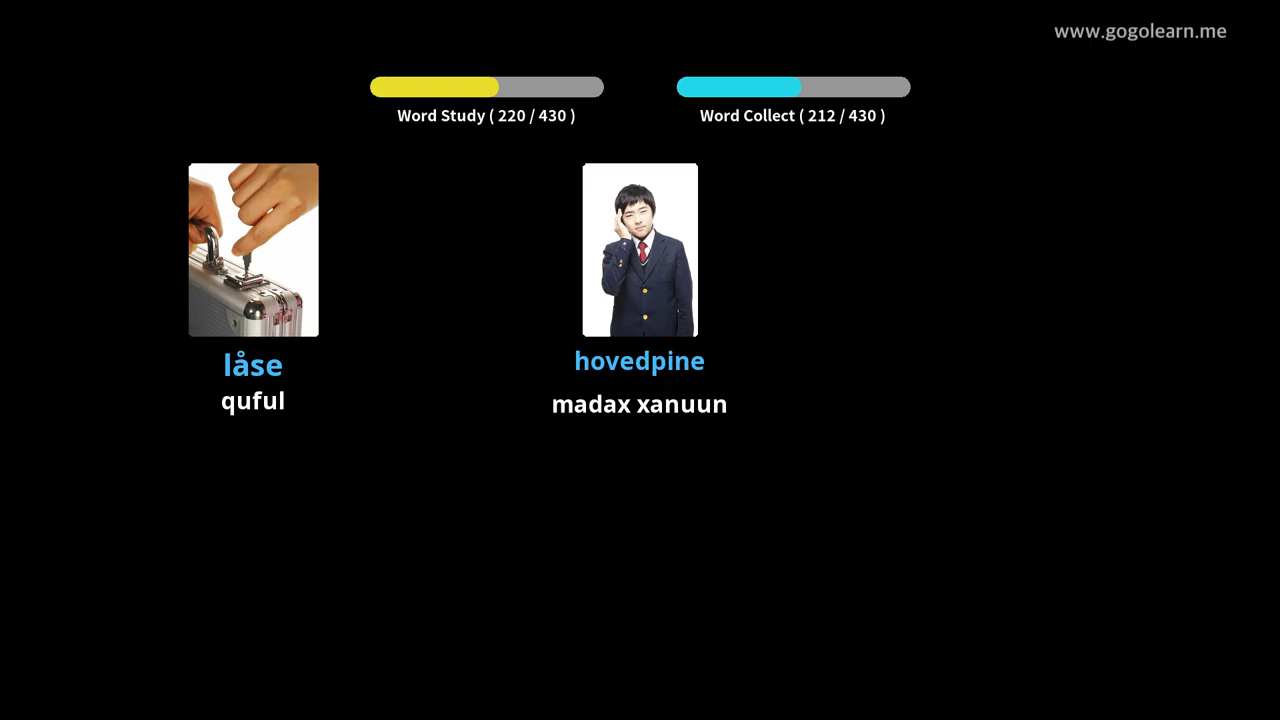 www.gogolearn.me
Word Study ( 220 / 430 )
Word Collect ( 212 / 430 )
låse
quful
hovedpine
madax xanuun